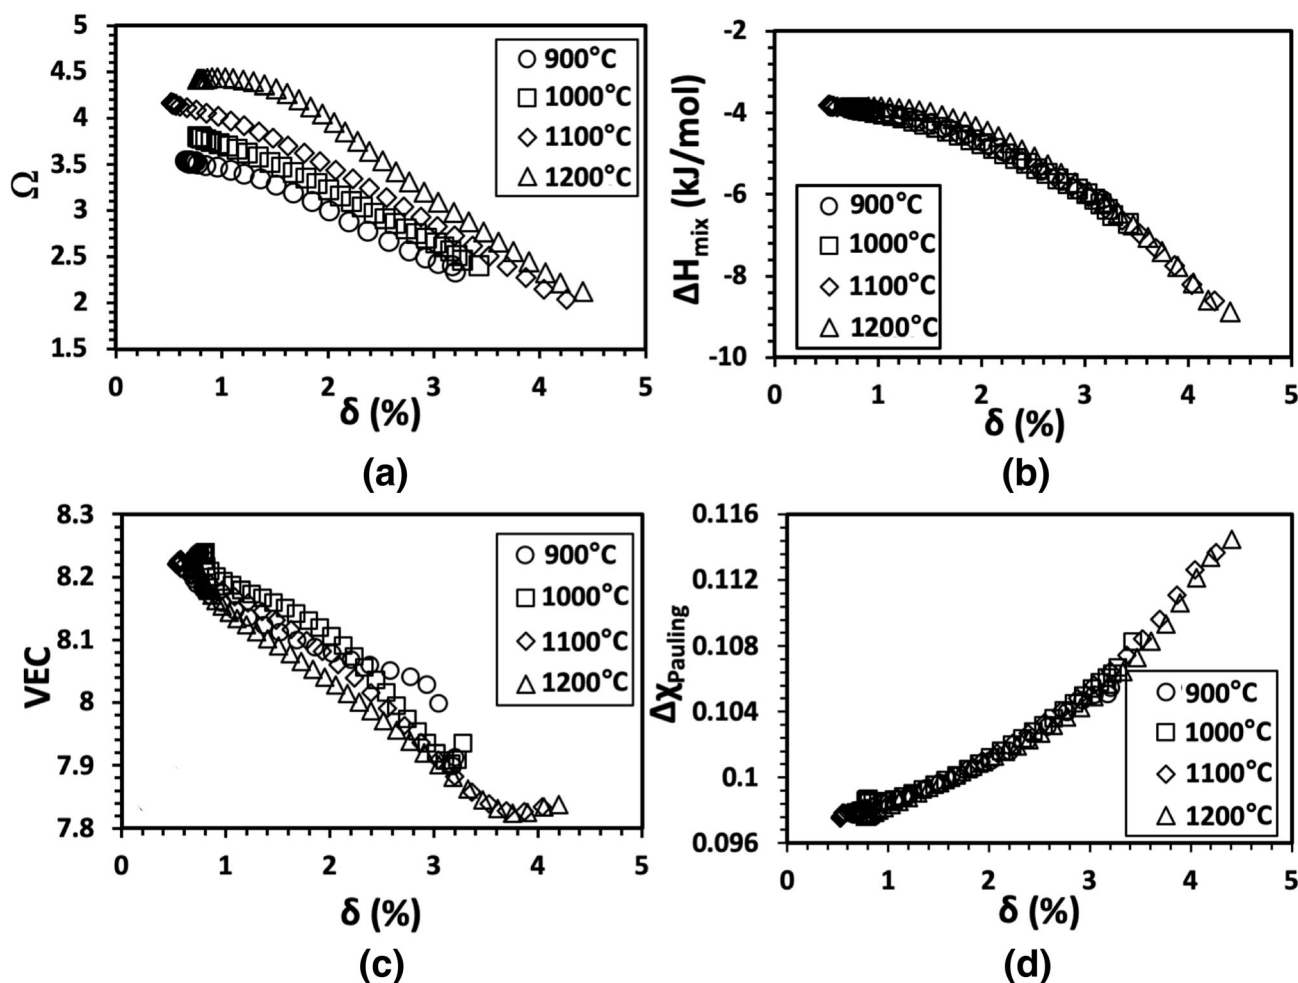 5
4.5
4
3.5
3
2.5
2
1.5
Ω
0 1 2 3 4 5
δ (%)
900°C
1000°C
1100°C
1200°C
(a)
-2
-4
-6
-8
-10
ΔHmix (kJ/mol)
0 1 2 3 4 5
δ (%)
900°C
1000°C
1100°C
1200°C
(b)
8.3
8.2
8.1
8
7.9
7.8
VEC
0 1 2 3 4 5
δ (%)
900°C
1000°C
1100°C
1200°C
(c)
0.116
0.112
0.108
0.104
0.1
0.096
ΔχPauling
0 1 2 3 4 5
δ (%)
900°C
1000°C
1100°C
1200°C
(d)